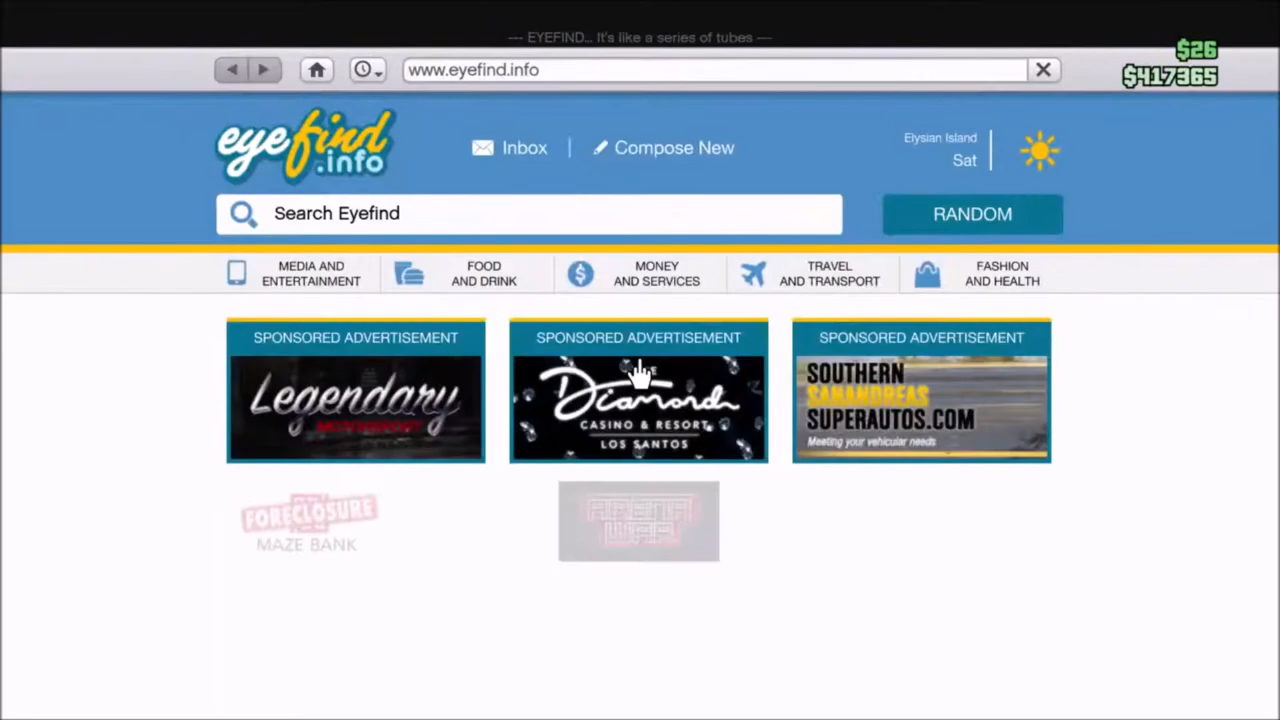 --- EYEFIND... It's like a series of tubes ---
www.eyefind.info
$26
$417365
eyefind
.info
Inbox
Compose New
Elysian Island
Sat
Search Eyefind
RANDOM
MEDIA AND
ENTERTAINMENT
FOOD
AND DRINK
MONEY
AND SERVICES
TRAVEL
AND TRANSPORT
FASHION
AND HEALTH
SPONSORED ADVERTISEMENT
Legendary
MOTORSPORT
SPONSORED ADVERTISEMENT
Diamond
CASINO & RESORT
LOS SANTOS
SPONSORED ADVERTISEMENT
SOUTHERN
SANANDREAS
SUPERAUTOS.COM
Meeting your vehicular needs
FORECLOSURE
MAZE BANK
ARENA
WAR